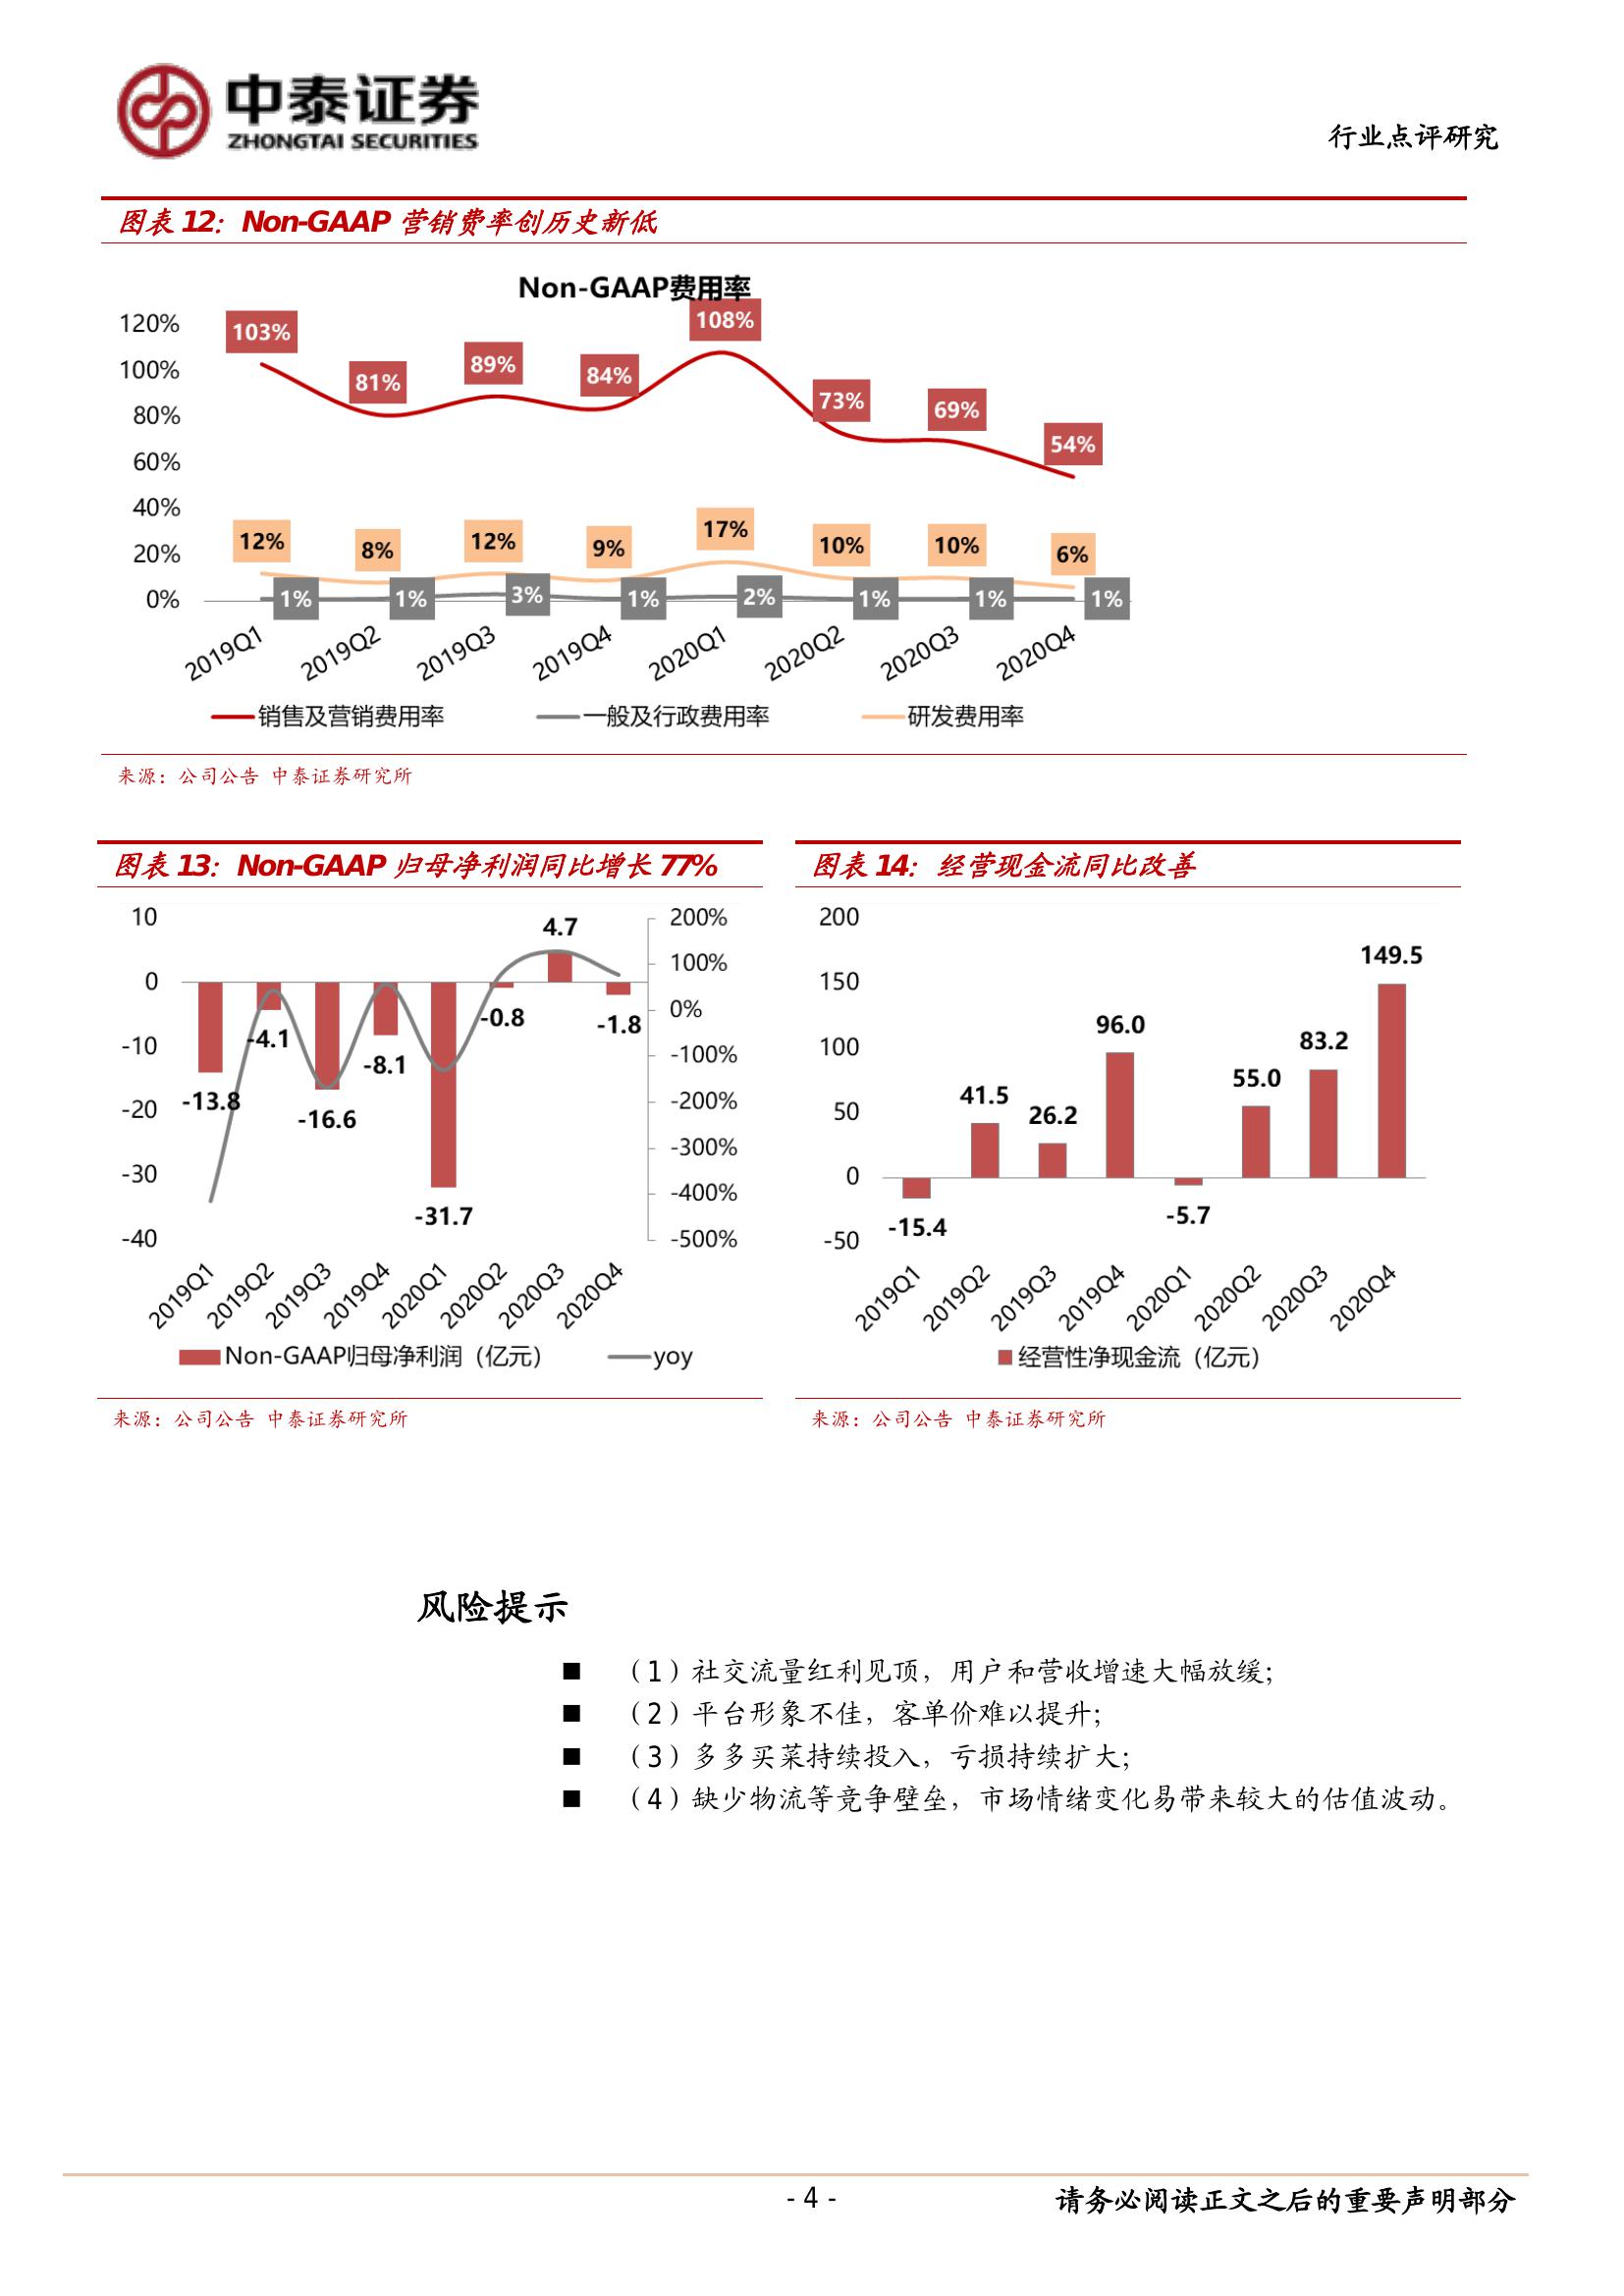 中泰证券
ZHONGTAI SECURITIES
行业点评研究
图表 12：Non-GAAP 营销费率创历史新低
Non-GAAP费用率
120%
100%
80%
60%
40%
20%
0%
103%
81%
89%
84%
108%
73%
69%
54%
12%
8%
12%
9%
17%
10%
10%
6%
1%
1%
3%
1%
2%
1%
1%
1%
2019Q1
2019Q2
2019Q3
2019Q4
2020Q1
2020Q2
2020Q3
2020Q4
销售及营销费用率
一般及行政费用率
研发费用率
来源：公司公告 中泰证券研究所
图表 13：Non-GAAP 归母净利润同比增长 77%
10
0
-10
-20
-30
-40
200%
100%
0%
-100%
-200%
-300%
-400%
-500%
-13.8
-4.1
-16.6
-8.1
-31.7
-0.8
4.7
-1.8
2019Q1
2019Q2
2019Q3
2019Q4
2020Q1
2020Q2
2020Q3
2020Q4
Non-GAAP归母净利润（亿元）
yoy
来源：公司公告 中泰证券研究所
图表 14：经营现金流同比改善
200
150
100
50
0
-50
-15.4
41.5
26.2
96.0
-5.7
55.0
83.2
149.5
2019Q1
2019Q2
2019Q3
2019Q4
2020Q1
2020Q2
2020Q3
2020Q4
经营性净现金流（亿元）
来源：公司公告 中泰证券研究所
风险提示
■ （1）社交流量红利见顶，用户和营收增速大幅放缓；
■ （2）平台形象不佳，客单价难以提升；
■ （3）多多买菜持续投入，亏损持续扩大；
■ （4）缺少物流等竞争壁垒，市场情绪变化易带来较大的估值波动。
- 4 -
请务必阅读正文之后的重要声明部分